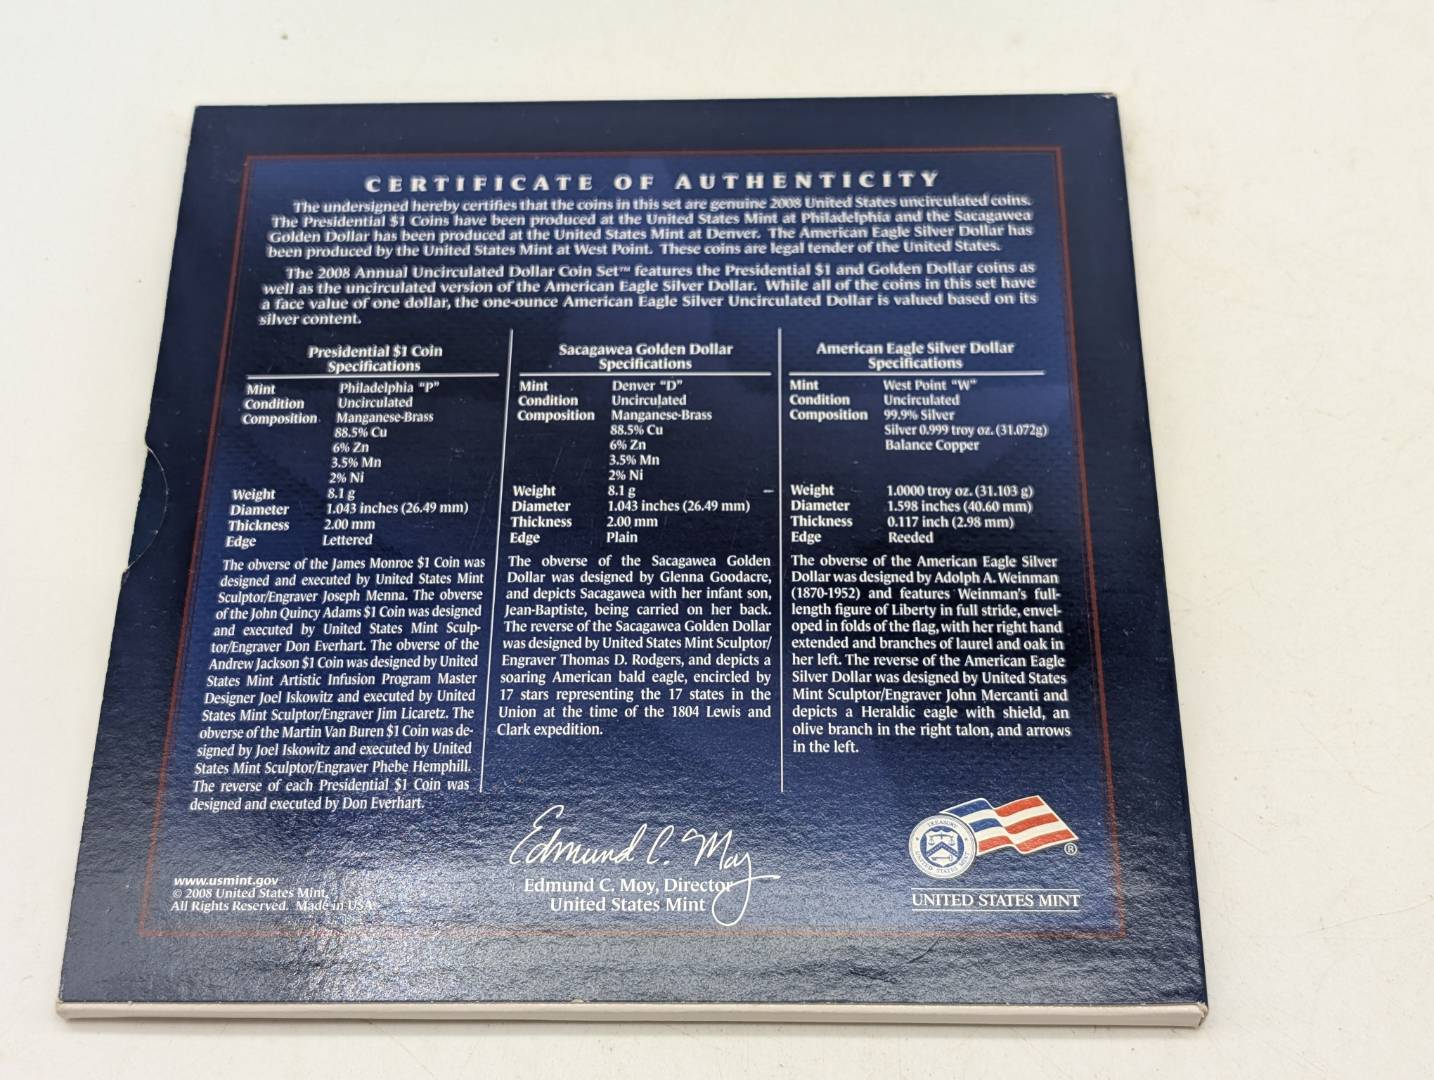 CERTIFICATE OF AUTHENTICITY
The undersigned hereby certifies that the coins in this set are genuine 2008 United States uncirculated coins.
The Presidential $1 Coins have been produced at the United States Mint at Philadelphia and the Sacagawea
Golden Dollar has been produced at the United States Mint at Denver. The American Eagle Silver Dollar has
been produced by the United States Mint at West Point. These coins are legal tender of the United States.
The 2008 Annual Uncirculated Dollar Coin Set™ features the Presidential $1 and Golden Dollar coins as
well as the uncirculated version of the American Eagle Silver Dollar. While all of the coins in this set have
a face value of one dollar, the one-ounce American Eagle Silver Uncirculated Dollar is valued based on its
silver content.
Presidential $1 Coin
Specifications
Mint Philadelphia "P"
Condition Uncirculated
Composition Manganese-Brass
88.5% Cu
6% Zn
3.5% Mn
2% Ni
Weight 8.1 g
Diameter 1.043 inches (26.49 mm)
Thickness 2.00 mm
Edge Lettered
The obverse of the James Monroe $1 Coin was
designed and executed by United States Mint
Sculptor/Engraver Joseph Menna. The obverse
of the John Quincy Adams $1 Coin was designed
and executed by United States Mint Sculp-
tor/Engraver Don Everhart. The obverse of the
Andrew Jackson $1 Coin was designed by United
States Mint Artistic Infusion Program Master
Designer Joel Iskowitz and executed by United
States Mint Sculptor/Engraver Jim Licaretz. The
obverse of the Martin Van Buren $1 Coin was de-
signed by Joel Iskowitz and executed by United
States Mint Sculptor/Engraver Phebe Hemphill.
The reverse of each Presidential $1 Coin was
designed and executed by Don Everhart.
Sacagawea Golden Dollar
Specifications
Mint Denver "D"
Condition Uncirculated
Composition Manganese-Brass
88.5% Cu
6% Zn
3.5% Mn
2% Ni
Weight 8.1 g
Diameter 1.043 inches (26.49 mm)
Thickness 2.00 mm
Edge Plain
The obverse of the Sacagawea Golden
Dollar was designed by Glenna Goodacre,
and depicts Sacagawea with her infant son,
Jean-Baptiste, being carried on her back.
The reverse of the Sacagawea Golden Dollar
was designed by United States Mint Sculptor/
Engraver Thomas D. Rodgers, and depicts a
soaring American bald eagle, encircled by
17 stars representing the 17 states in the
Union at the time of the 1804 Lewis and
Clark expedition.
American Eagle Silver Dollar
Specifications
Mint West Point "W"
Condition Uncirculated
Composition 99.9% Silver
Silver 0.999 troy oz. (31.072g)
Balance Copper
Weight 1.0000 troy oz. (31.103 g)
Diameter 1.598 inches (40.60 mm)
Thickness 0.117 inch (2.98 mm)
Edge Reeded
The obverse of the American Eagle Silver
Dollar was designed by Adolph A. Weinman
(1870-1952) and features Weinman's full-
length figure of Liberty in full stride, envel-
oped in folds of the flag, with her right hand
extended and branches of laurel and oak in
her left. The reverse of the American Eagle
Silver Dollar was designed by United States
Mint Sculptor/Engraver John Mercanti and
depicts a Heraldic eagle with shield, an
olive branch in the right talon, and arrows
in the left.
Edmund C. Moy
Edmund C. Moy, Director
United States Mint
www.usmint.gov
© 2008 United States Mint.
All Rights Reserved. Made in USA
®
UNITED STATES MINT